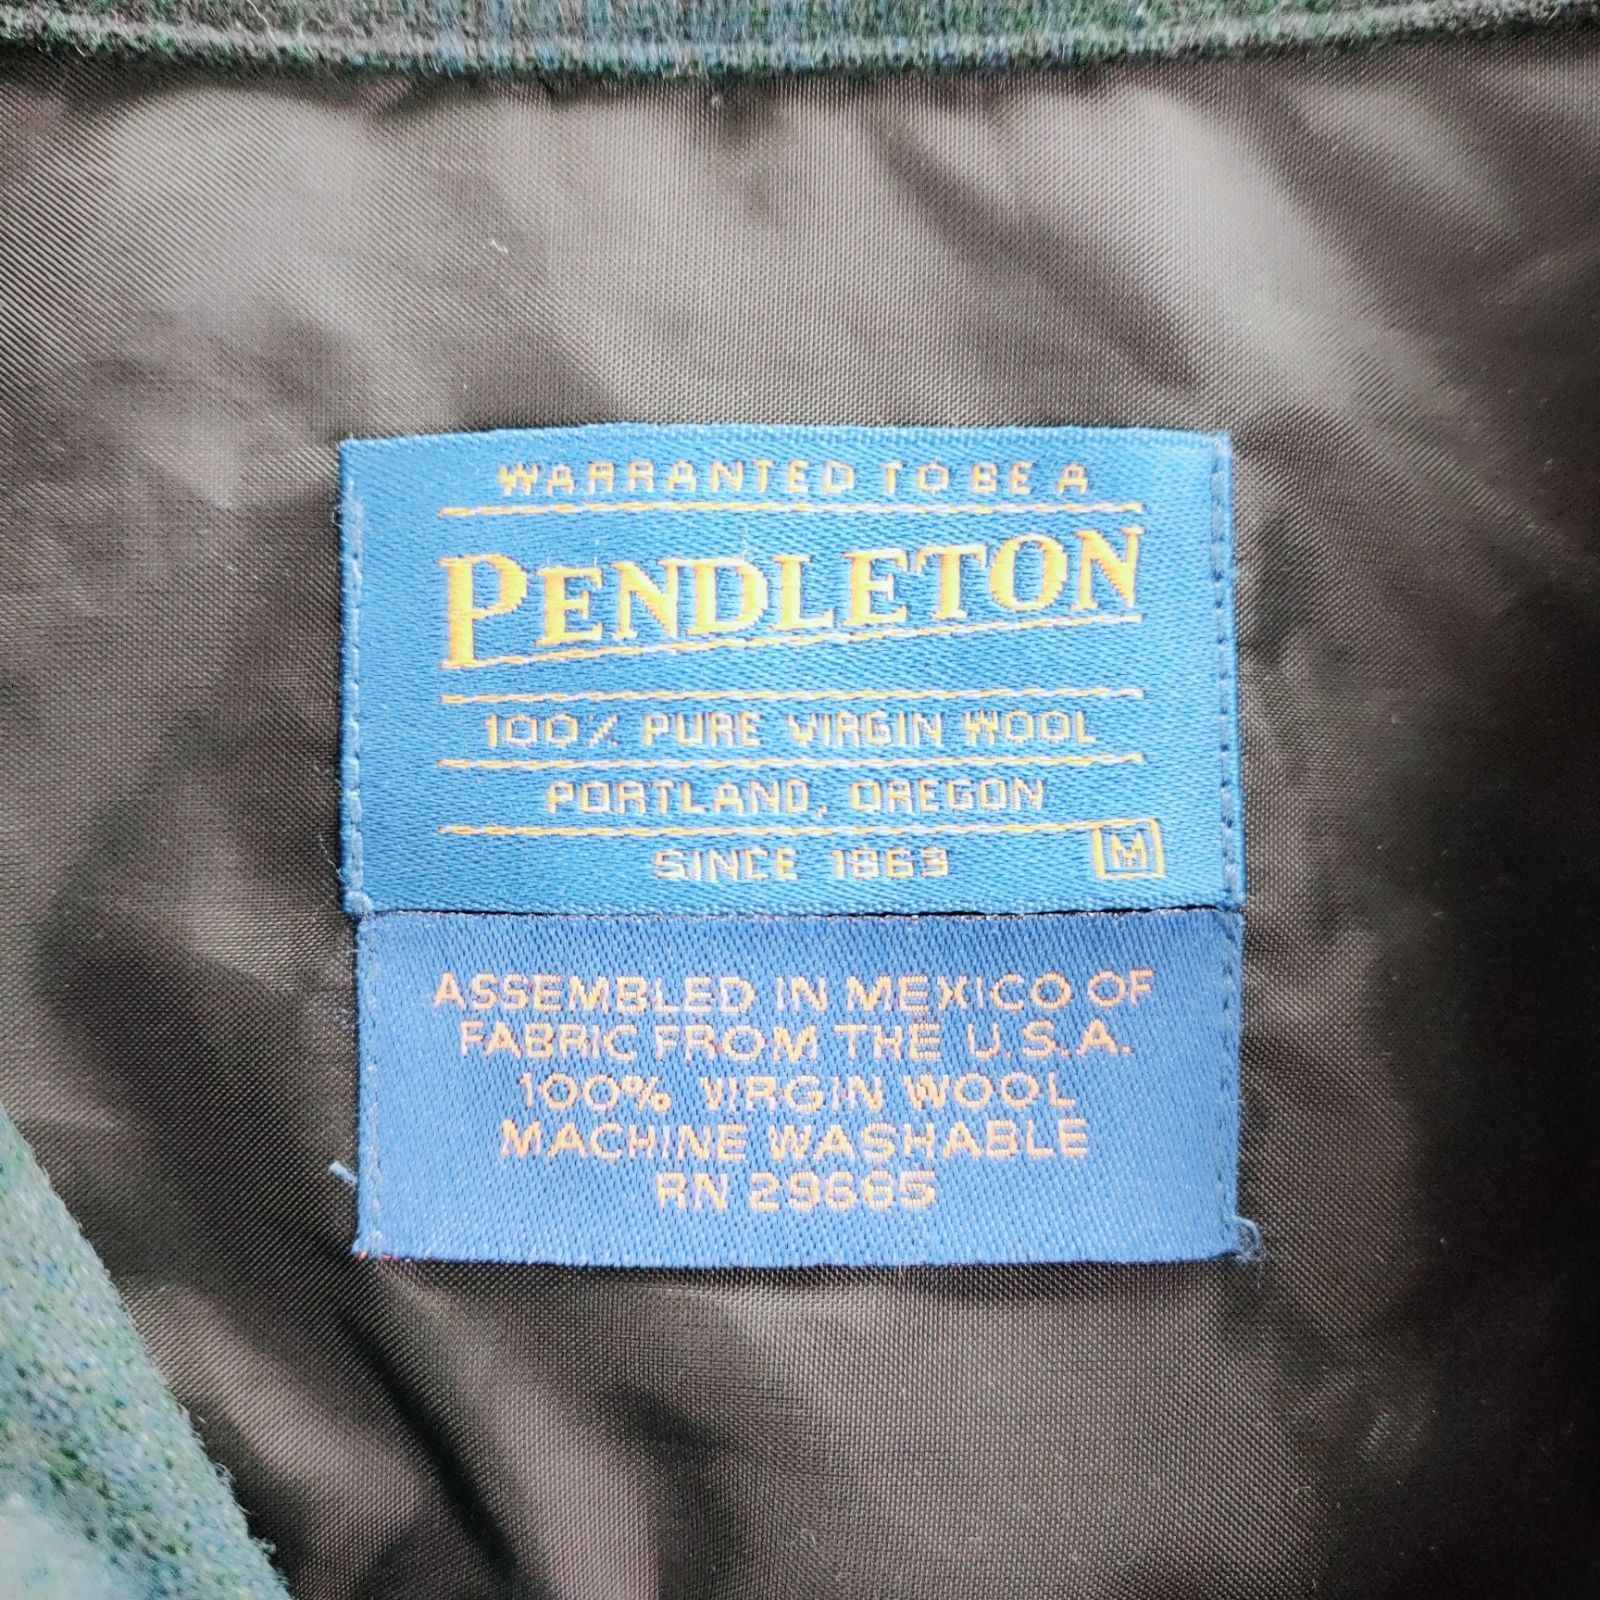 WARRANTED TO BE A
PENDLETON
100% PURE VIRGIN WOOL
PORTLAND, OREGON
SINCE 1863
M
ASSEMBLED IN MEXICO OF
FABRIC FROM THE U.S.A.
100% VIRGIN WOOL
MACHINE WASHABLE
RN 29685